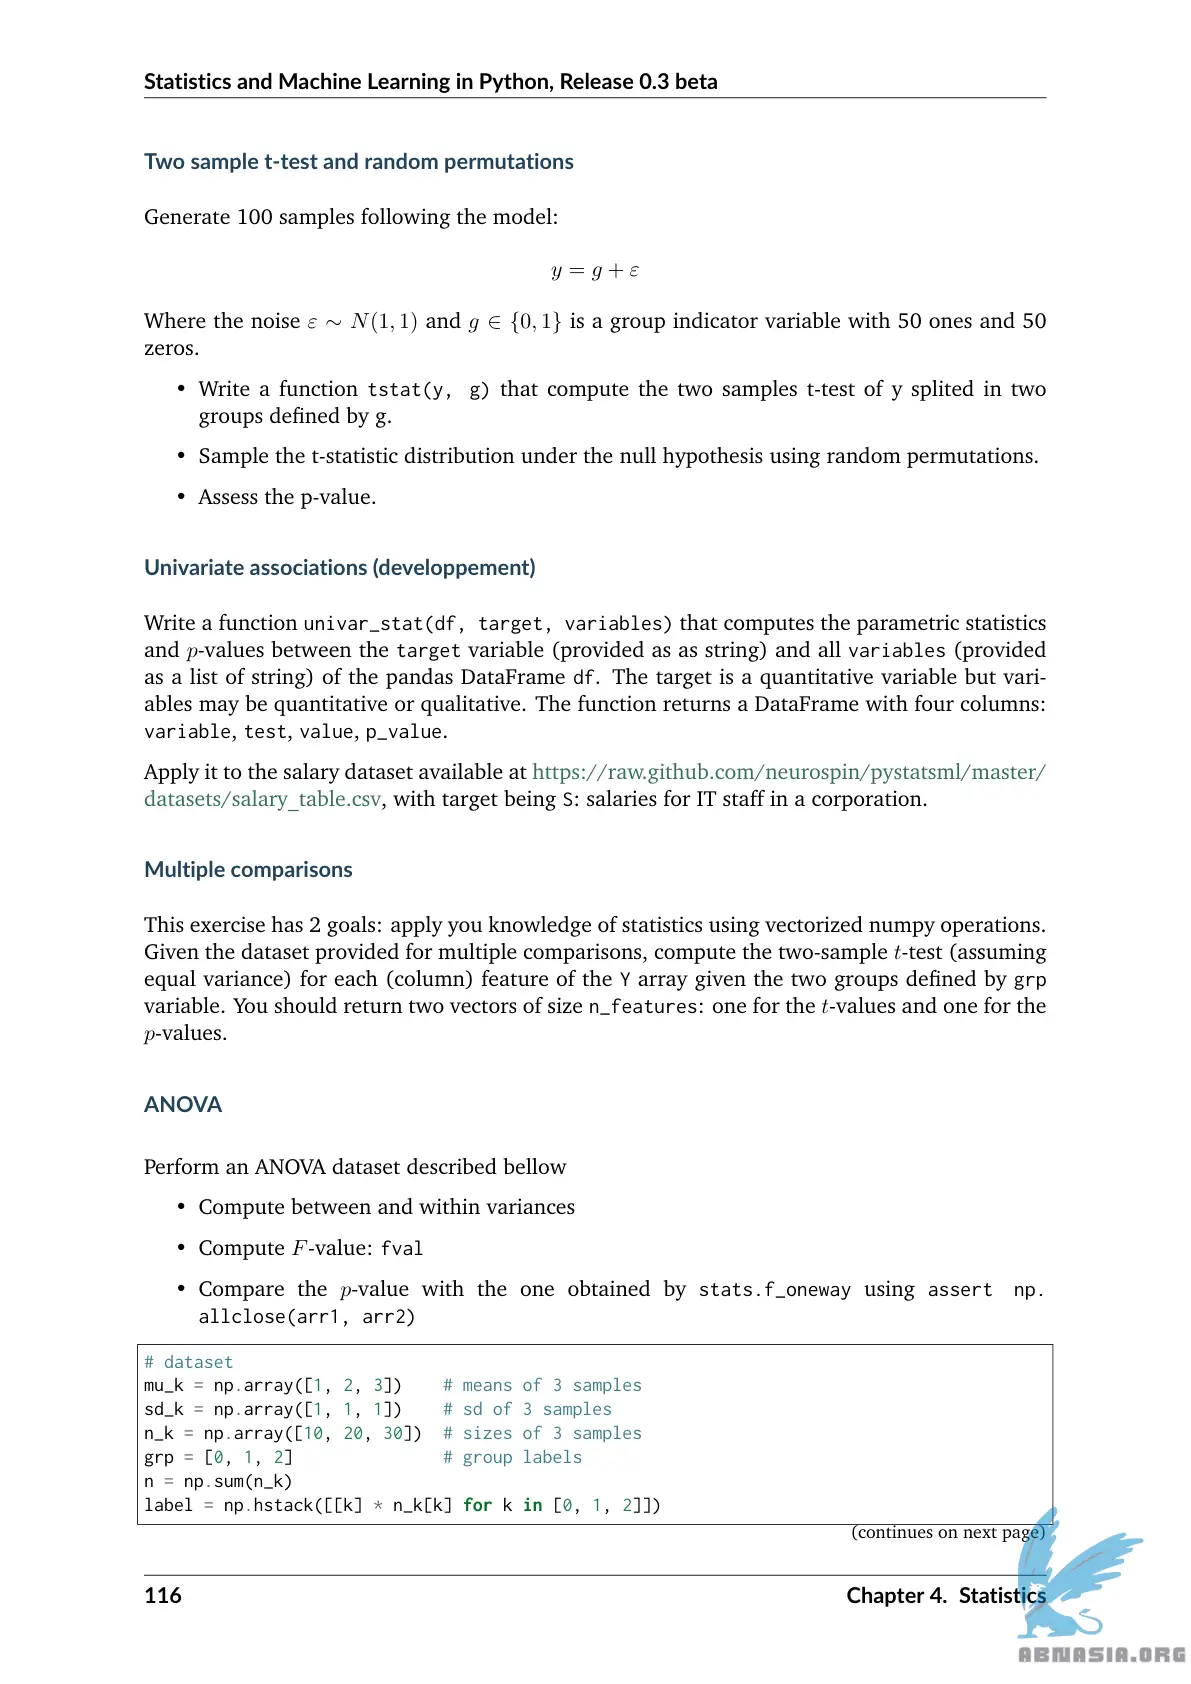 Statistics and Machine Learning in Python, Release 0.3 beta
Two sample t-test and random permutations
Generate 100 samples following the model:
y = g + ε
Where the noise ε ∼ N(1, 1) and g ∈ {0, 1} is a group indicator variable with 50 ones and 50
zeros.
• Write a function tstat(y, g) that compute the two samples t-test of y splited in two
groups defined by g.
• Sample the t-statistic distribution under the null hypothesis using random permutations.
• Assess the p-value.
Univariate associations (developpement)
Write a function univar_stat(df, target, variables) that computes the parametric statistics
and p-values between the target variable (provided as as string) and all variables (provided
as a list of string) of the pandas DataFrame df. The target is a quantitative variable but vari-
ables may be quantitative or qualitative. The function returns a DataFrame with four columns:
variable, test, value, p_value.
Apply it to the salary dataset available at https://raw.github.com/neurospin/pystatsml/master/
datasets/salary_table.csv, with target being S: salaries for IT staff in a corporation.
Multiple comparisons
This exercise has 2 goals: apply you knowledge of statistics using vectorized numpy operations.
Given the dataset provided for multiple comparisons, compute the two-sample t-test (assuming
equal variance) for each (column) feature of the Y array given the two groups defined by grp
variable. You should return two vectors of size n_features: one for the t-values and one for the
p-values.
ANOVA
Perform an ANOVA dataset described bellow
• Compute between and within variances
• Compute F-value: fval
• Compare the p-value with the one obtained by stats.f_oneway using assert np.
allclose(arr1, arr2)
# dataset
mu_k = np.array([1, 2, 3])    # means of 3 samples
sd_k = np.array([1, 1, 1])    # sd of 3 samples
n_k = np.array([10, 20, 30])  # sizes of 3 samples
grp = [0, 1, 2]               # group labels
n = np.sum(n_k)
label = np.hstack([[k] * n_k[k] for k in [0, 1, 2]])
(continues on next page)
116 Chapter 4. Statistics
ABNASIA.ORG